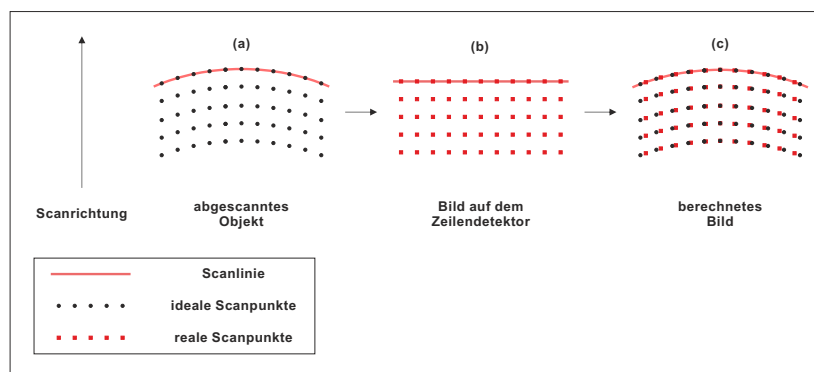 (a)
(b)
(c)
Scanrichtung
abgescanntes
Objekt
Bild auf dem
Zeilendetektor
berechnetes
Bild
Scanlinie
ideale Scanpunkte
reale Scanpunkte